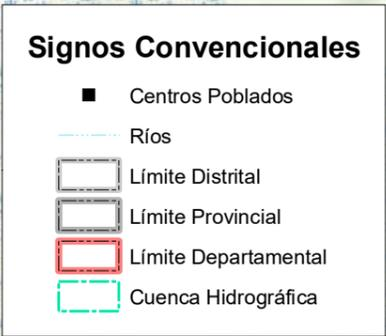 Signos Convencionales
Centros Poblados
Ríos
Límite Distrital
Límite Provincial
Límite Departamental
Cuenca Hidrográfica